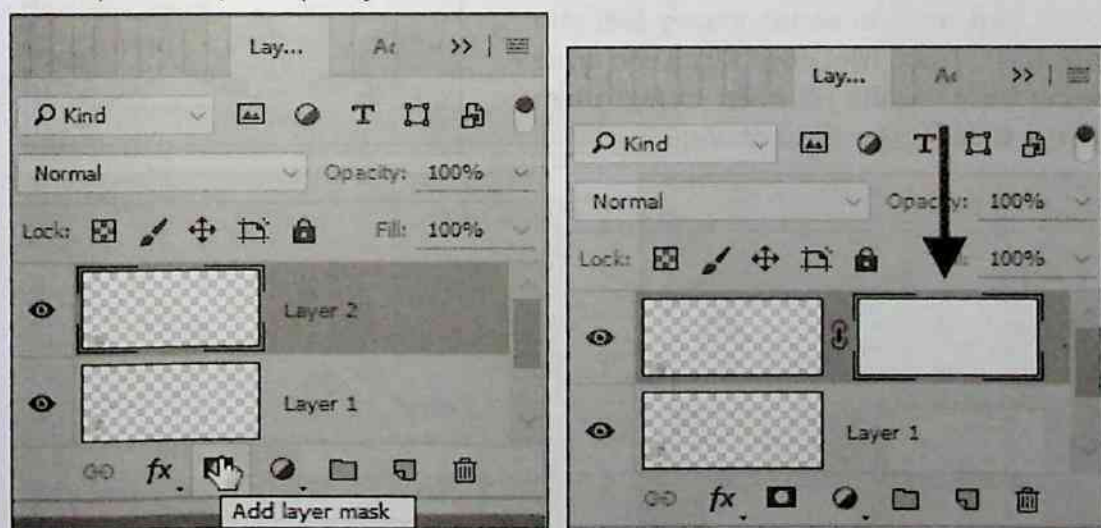 Lay...
>>
Kind
T
Normal
Opacity: 100%
Lock:
Fill: 100%
Layer 2
Layer 1
fx
Add layer mask
Lay...
>>
Kind
T
Normal
100%
Lock:
100%
Layer 1
fx